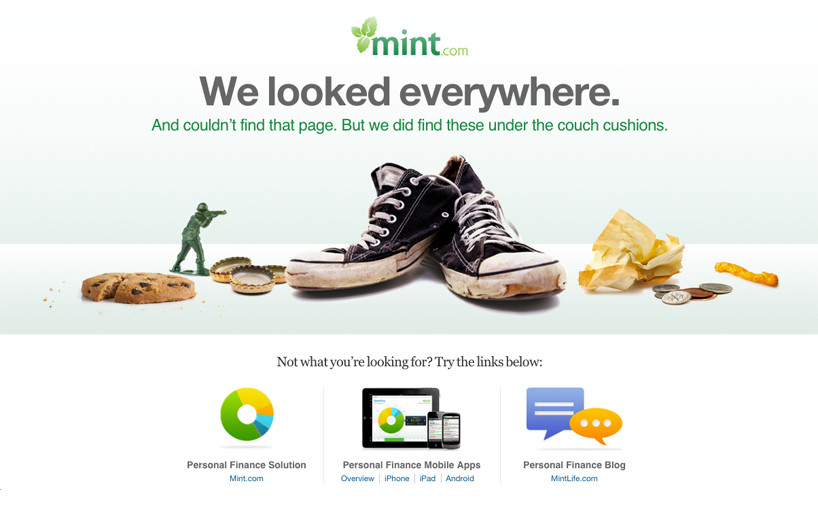 mint.com
We looked everywhere.
And couldn't find that page. But we did find these under the couch cushions.
Not what you're looking for? Try the links below:
Personal Finance Solution
Mint.com
Personal Finance Mobile Apps
Overview | iPhone | iPad | Android
Personal Finance Blog
MintLife.com